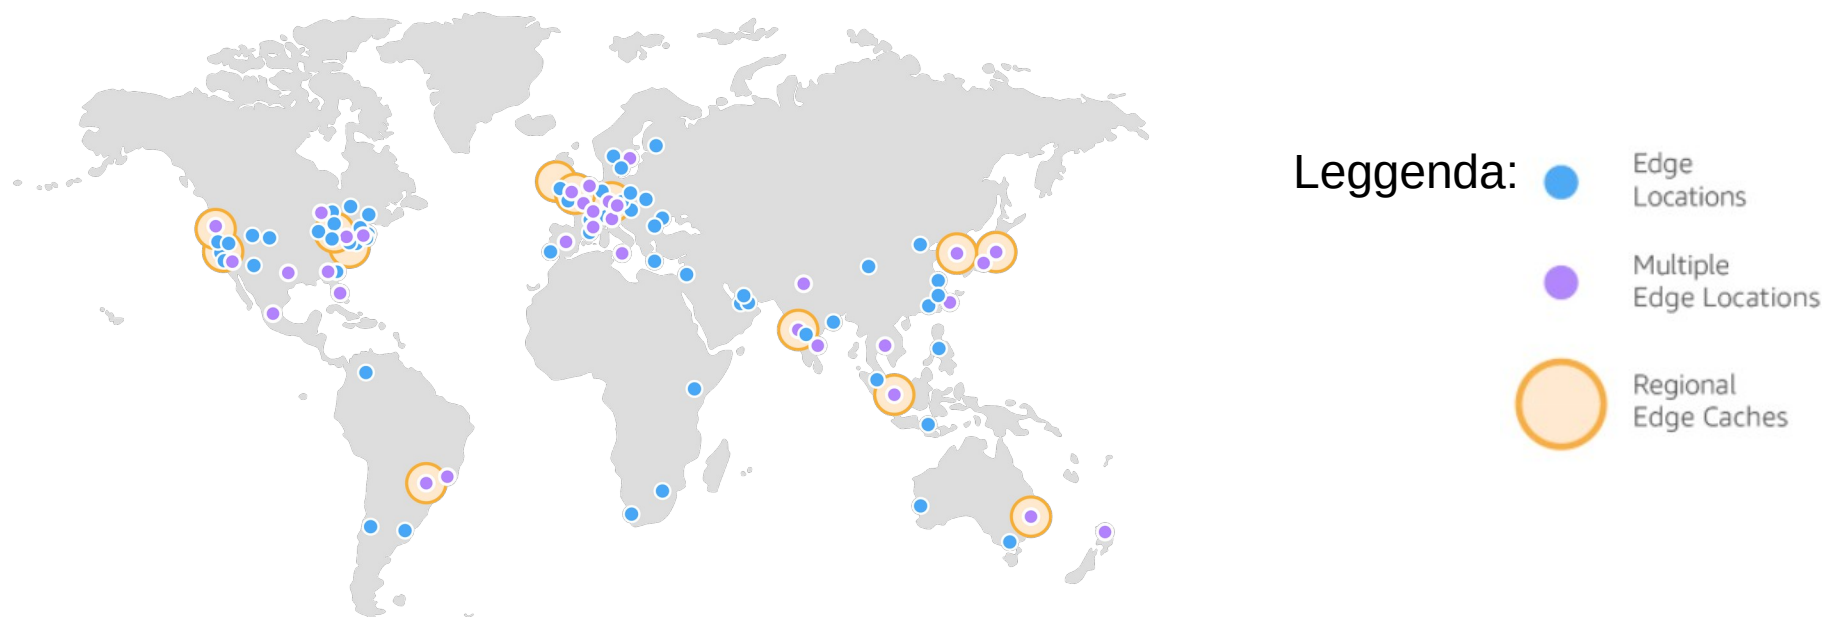 Leggenda:
Edge
Locations
Multiple
Edge Locations
Regional
Edge Caches